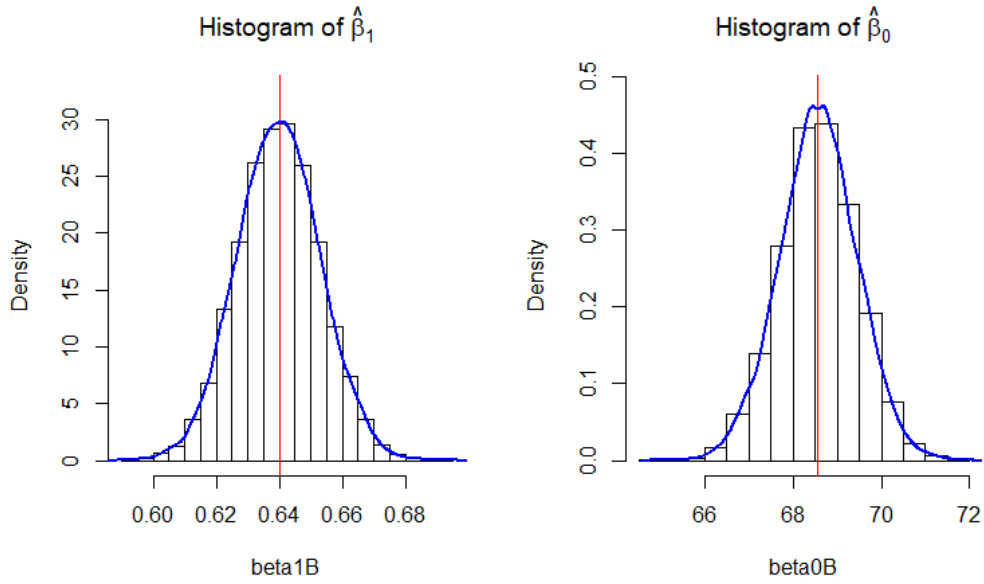 Histogram of β̂₁
Density
0
5
10
15
20
25
30
0.60 0.62 0.64 0.66 0.68
beta1B
Histogram of β̂₀
Density
0.0
0.1
0.2
0.3
0.4
0.5
66 68 70 72
beta0B